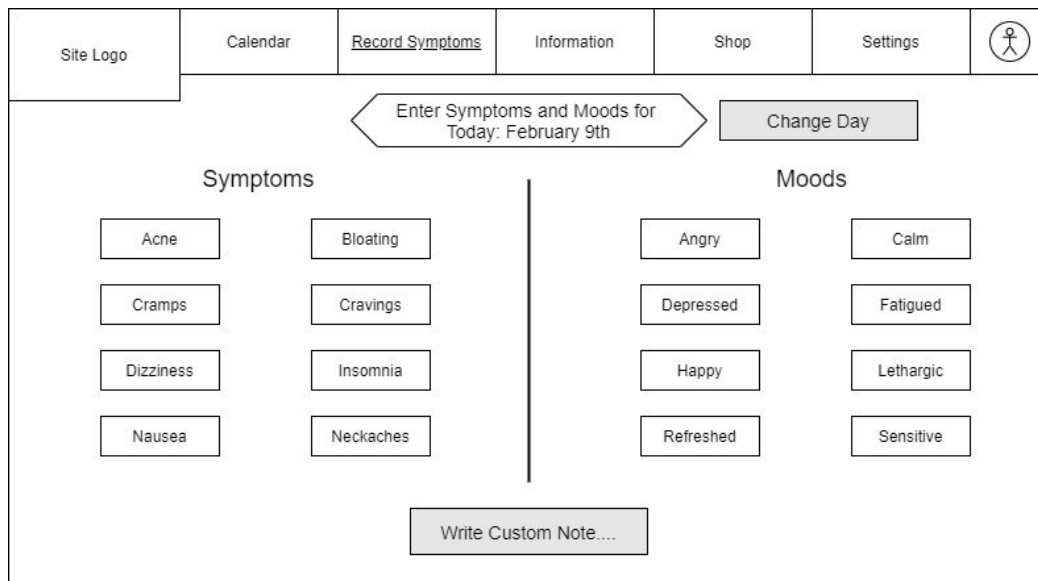 Site Logo
Calendar
Record Symptoms
Information
Shop
Settings
Enter Symptoms and Moods for
Today: February 9th
Change Day
Symptoms
Moods
Acne
Bloating
Angry
Calm
Cramps
Cravings
Depressed
Fatigued
Dizziness
Insomnia
Happy
Lethargic
Nausea
Neckaches
Refreshed
Sensitive
Write Custom Note....